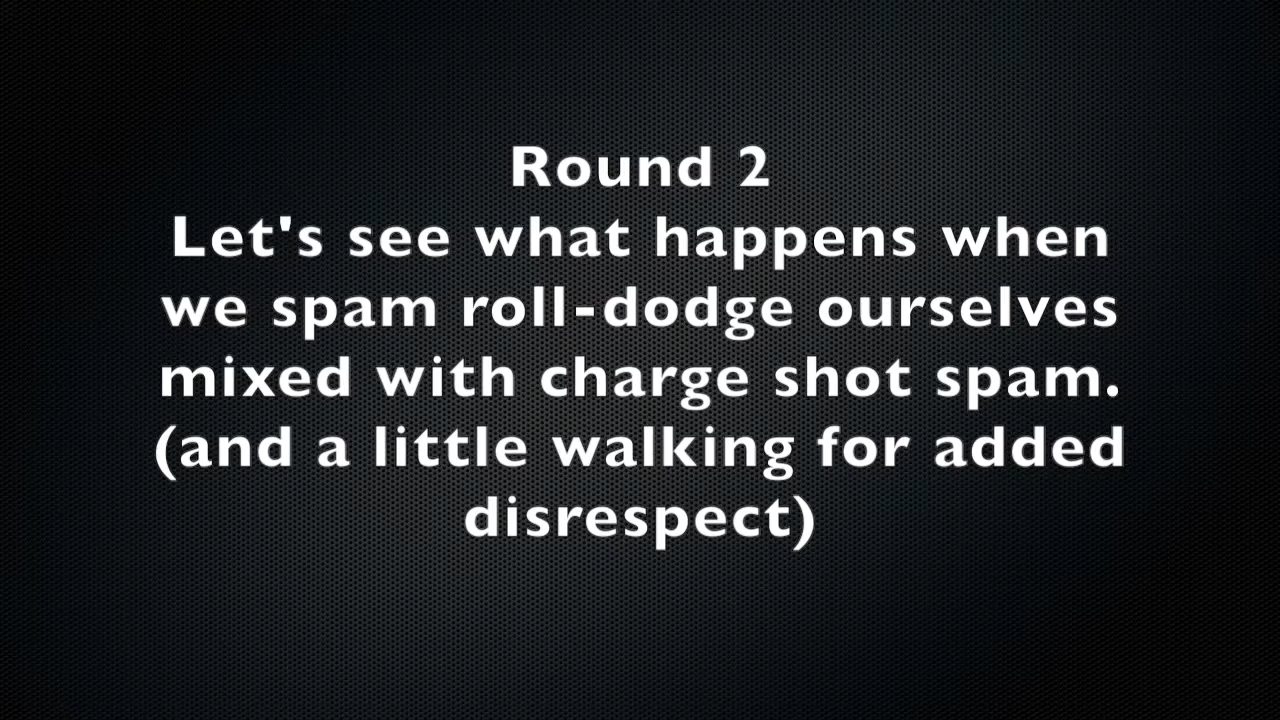 Round 2
Let's see what happens when
we spam roll-dodge ourselves
mixed with charge shot spam.
(and a little walking for added
disrespect)